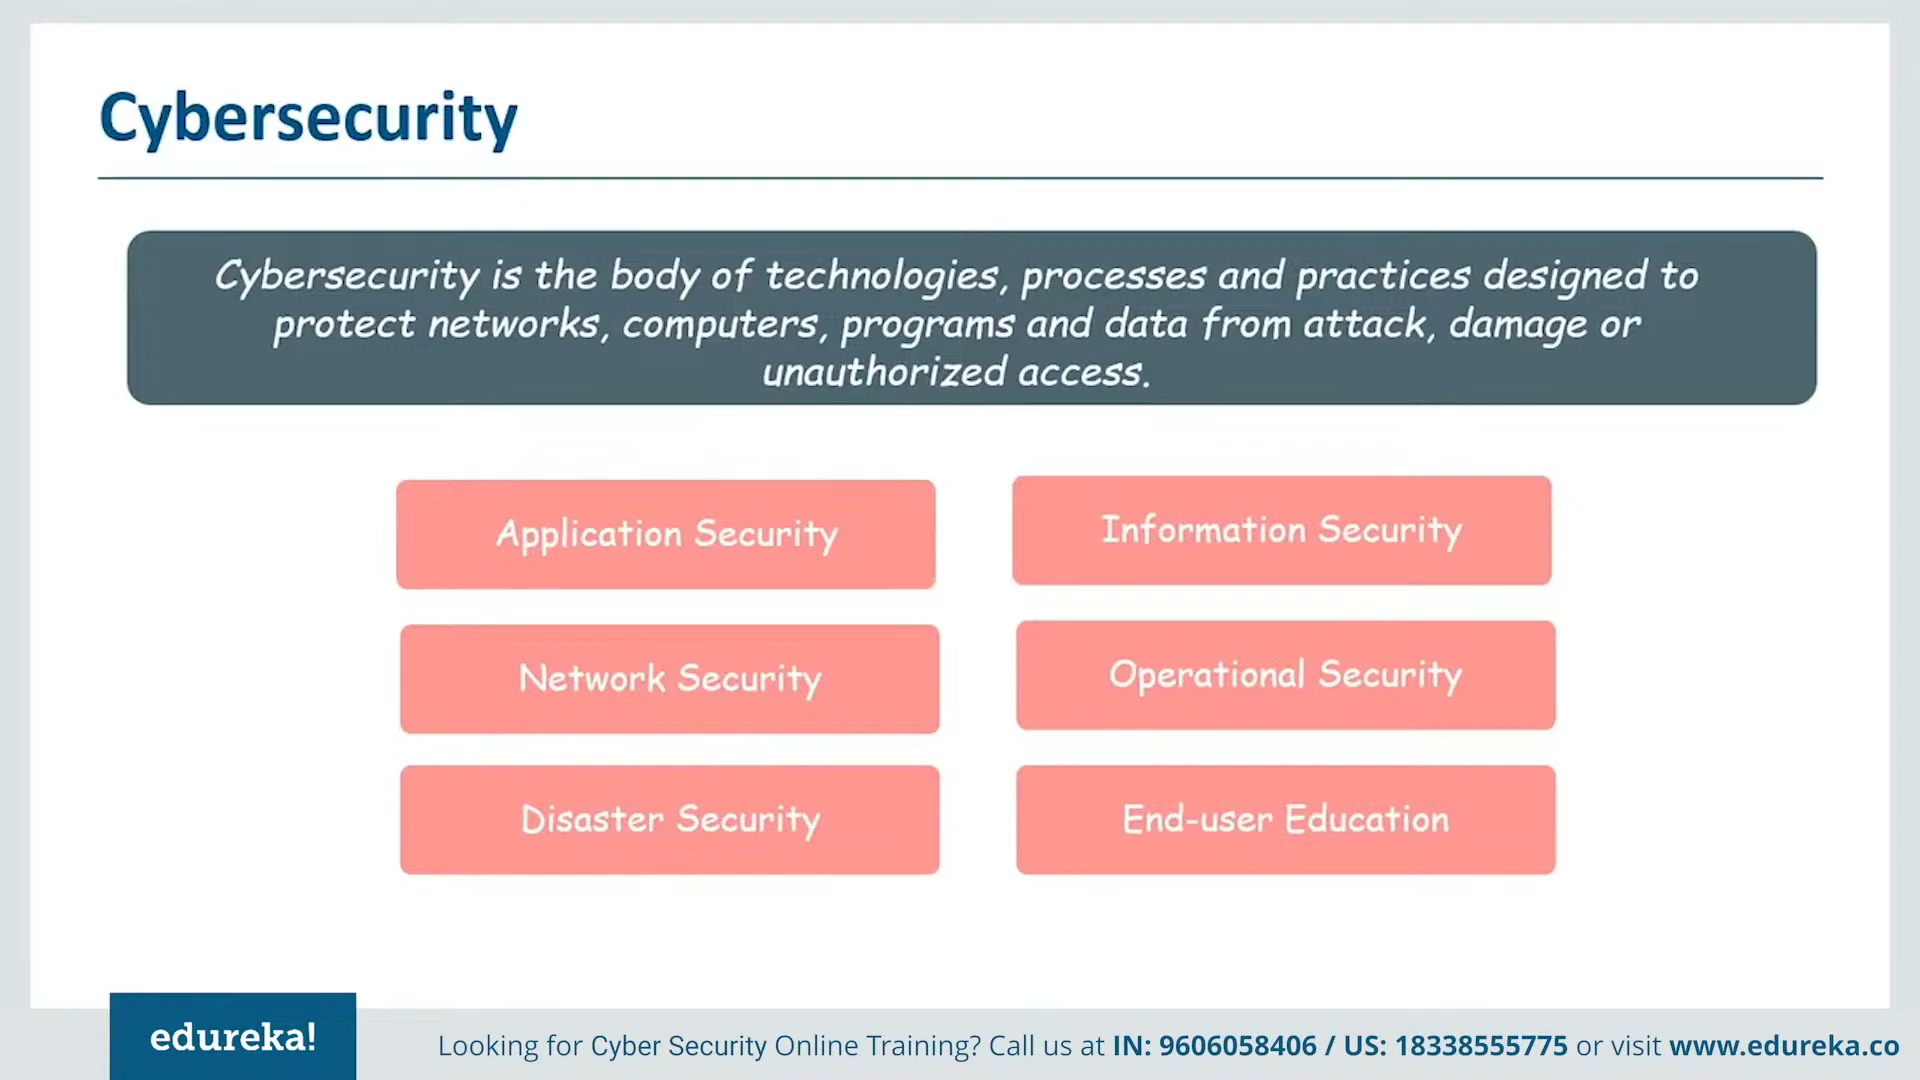 Cybersecurity
Cybersecurity is the body of technologies, processes and practices designed to
protect networks, computers, programs and data from attack, damage or
unauthorized access.
Application Security
Information Security
Network Security
Operational Security
Disaster Security
End-user Education
edureka!
Looking for Cyber Security Online Training? Call us at IN: 9606058406 / US: 18338555775 or visit www.edureka.co